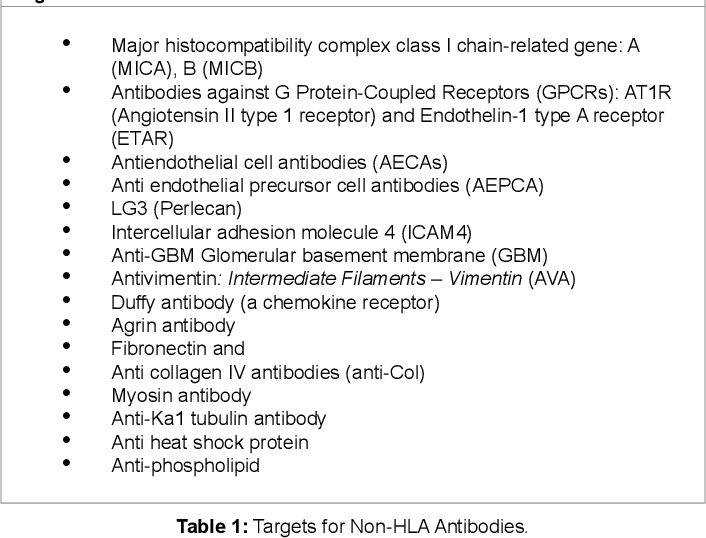 • Major histocompatibility complex class I chain-related gene: A
(MICA), B (MICB)
• Antibodies against G Protein-Coupled Receptors (GPCRs): AT1R
(Angiotensin II type 1 receptor) and Endothelin-1 type A receptor
(ETAR)
• Antiendothelial cell antibodies (AECAs)
• Anti endothelial precursor cell antibodies (AEPCA)
• LG3 (Perlecan)
• Intercellular adhesion molecule 4 (ICAM4)
• Anti-GBM Glomerular basement membrane (GBM)
• Antivimentin: Intermediate Filaments – Vimentin (AVA)
• Duffy antibody (a chemokine receptor)
• Agrin antibody
• Fibronectin and
• Anti collagen IV antibodies (anti-Col)
• Myosin antibody
• Anti-Ka1 tubulin antibody
• Anti heat shock protein
• Anti-phospholipid
Table 1: Targets for Non-HLA Antibodies.